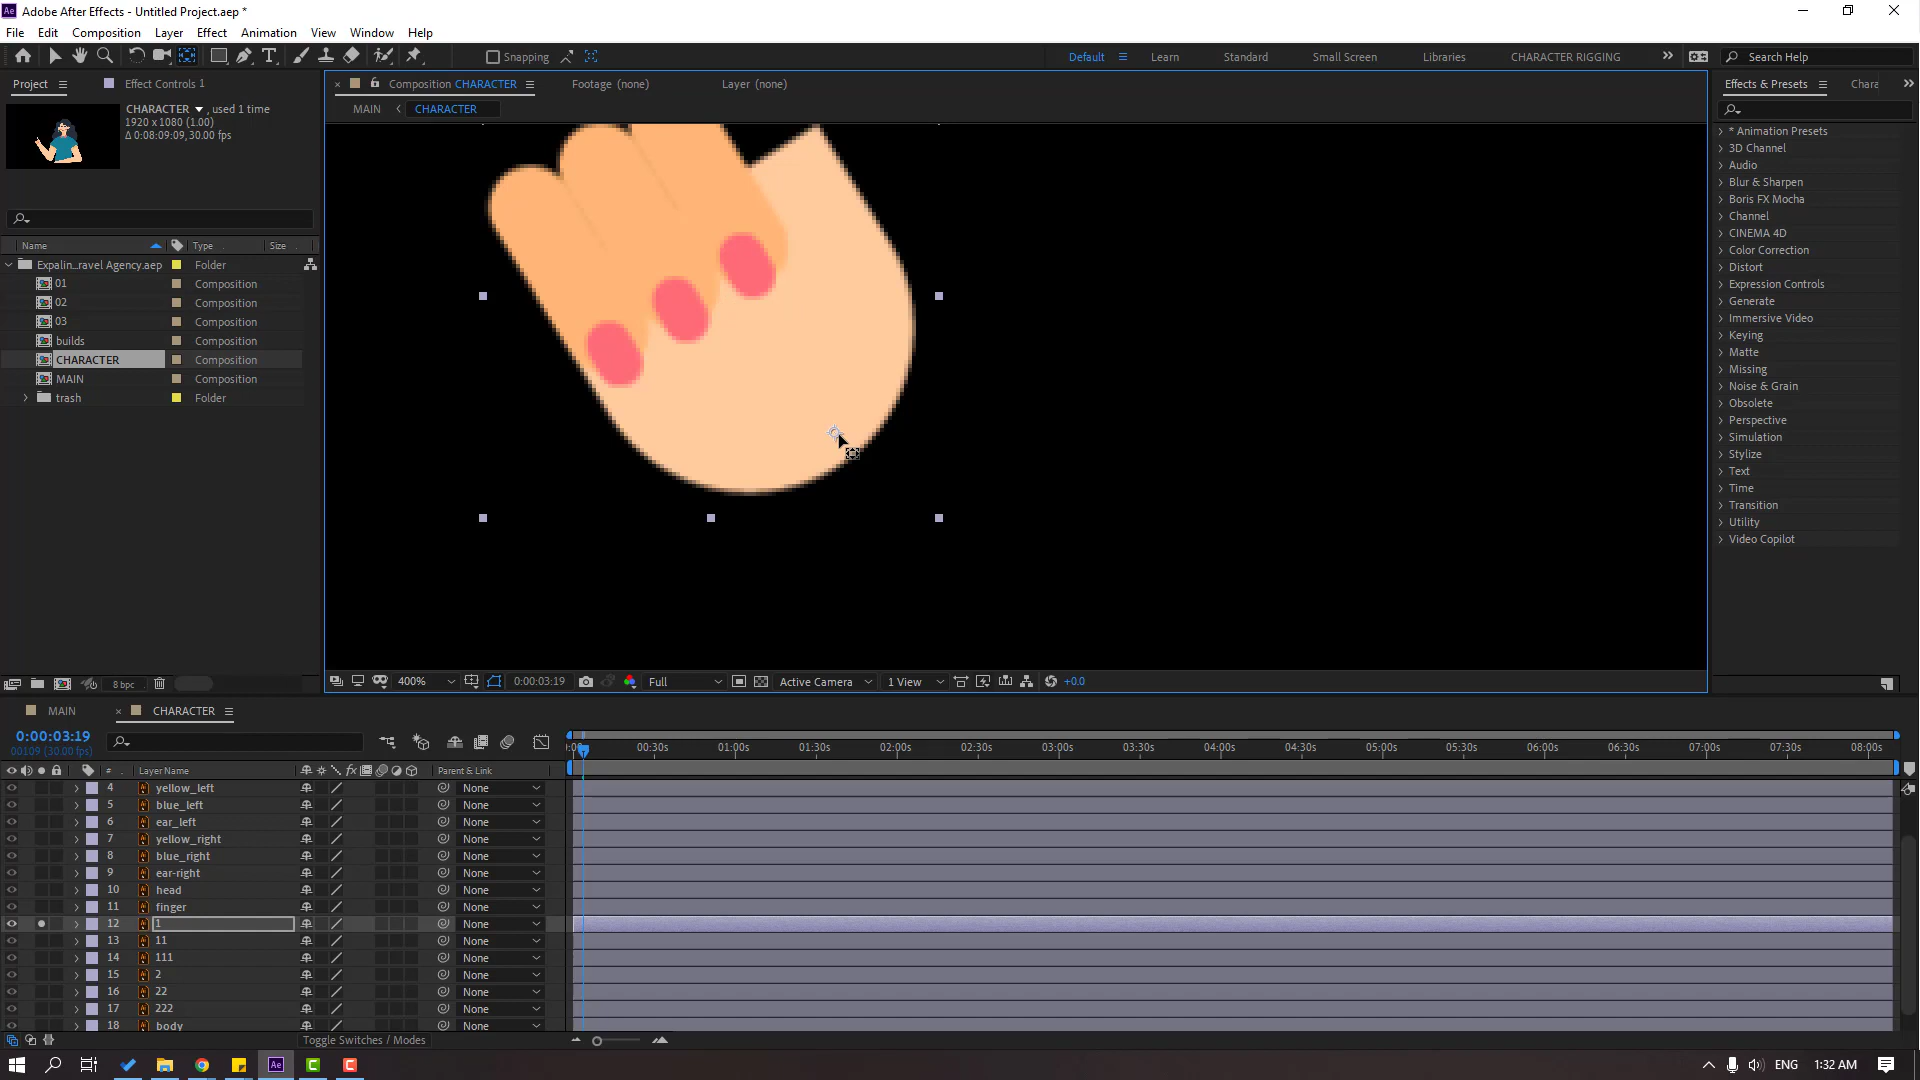 Adobe After Effects - Untitled Project.aep *
File Edit Composition Layer Effect Animation View Window Help
Snapping
Default Learn Standard Small Screen Libraries CHARACTER RIGGING Search Help
Project Effect Controls 1
Composition CHARACTER Footage (none) Layer (none)
Effects & Presets Chara
CHARACTER , used 1 time
1920 x 1080 (1.00)
Δ 0:08:09:09, 30.00 fps
MAIN CHARACTER
Name Type Size
Expalin...ravel Agency.aep Folder
01 Composition
02 Composition
03 Composition
builds Composition
CHARACTER Composition
MAIN Composition
trash Folder
8 bpc
* Animation Presets
3D Channel
Audio
Blur & Sharpen
Boris FX Mocha
Channel
CINEMA 4D
Color Correction
Distort
Expression Controls
Generate
Immersive Video
Keying
Matte
Missing
Noise & Grain
Obsolete
Perspective
Simulation
Stylize
Text
Time
Transition
Utility
Video Copilot
400% 0:00:03:19 Full Active Camera 1 View +0.0
MAIN CHARACTER
0:00:03:19
00109 (30.00 fps)
00:30s 01:00s 01:30s 02:00s 02:30s 03:00s 03:30s 04:00s 04:30s 05:00s 05:30s 06:00s 06:30s 07:00s 07:30s 08:00s
# Layer Name fx Parent & Link
4 yellow_left None
5 blue_left None
6 ear_left None
7 yellow_right None
8 blue_right None
9 ear-right None
10 head None
11 finger None
12 1 None
13 11 None
14 111 None
15 2 None
16 22 None
17 222 None
18 body None
Toggle Switches / Modes
Ae ENG 1:32 AM